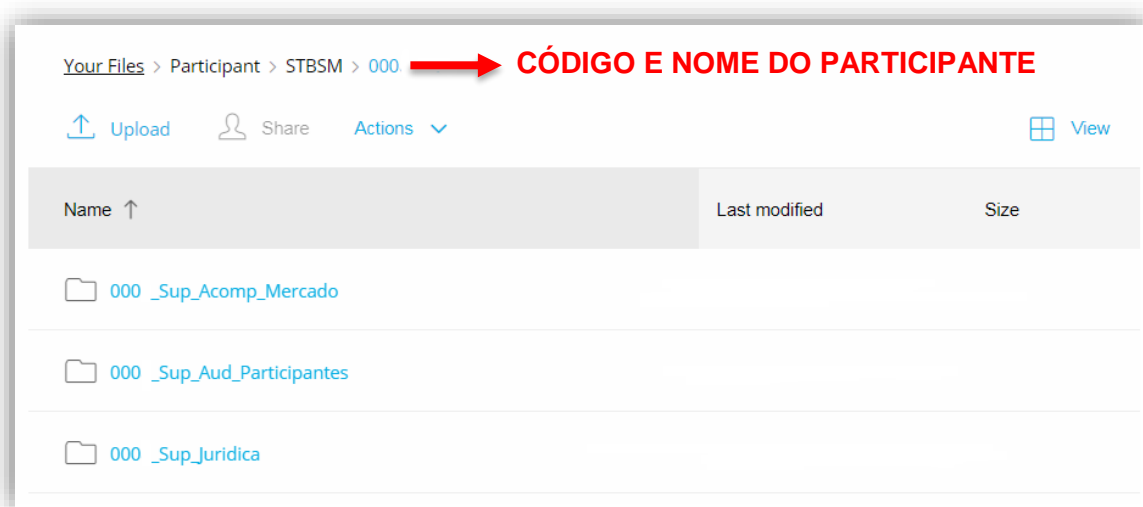 Your Files > Participant > STBSM > 000 CÓDIGO E NOME DO PARTICIPANTE
Upload Share Actions View
Name ↑ Last modified Size
000 _Sup_Acomp_Mercado
000 _Sup_Aud_Participantes
000 _Sup_Juridica